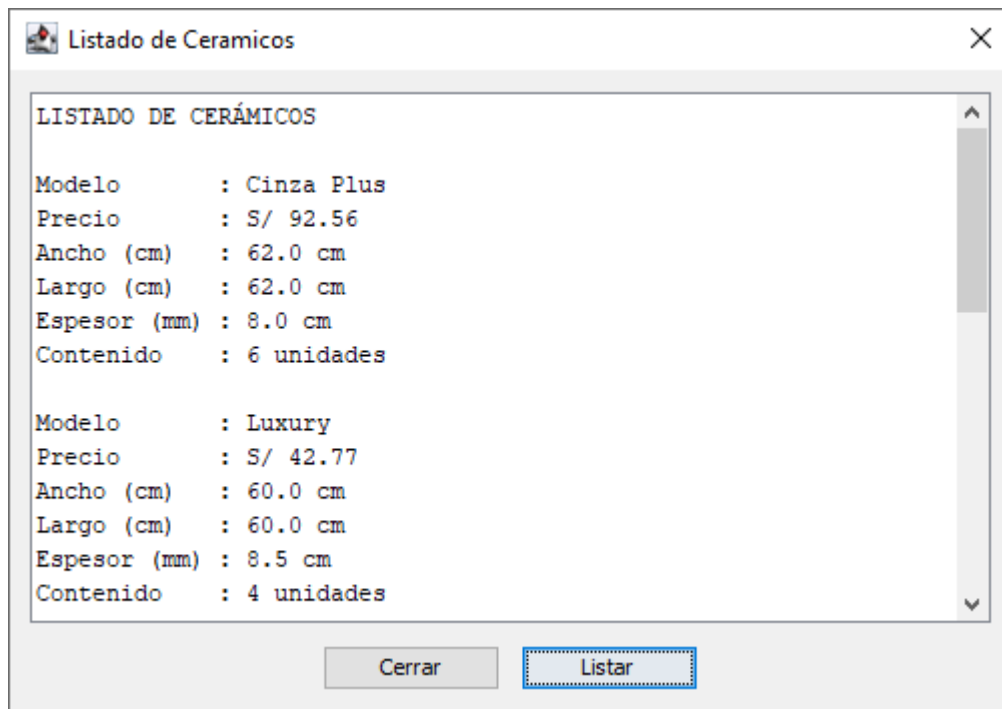 Listado de Ceramicos
LISTADO DE CERÁMICOS
Modelo : Cinza Plus
Precio : S/ 92.56
Ancho (cm) : 62.0 cm
Largo (cm) : 62.0 cm
Espesor (mm) : 8.0 cm
Contenido : 6 unidades
Modelo : Luxury
Precio : S/ 42.77
Ancho (cm) : 60.0 cm
Largo (cm) : 60.0 cm
Espesor (mm) : 8.5 cm
Contenido : 4 unidades
Cerrar Listar